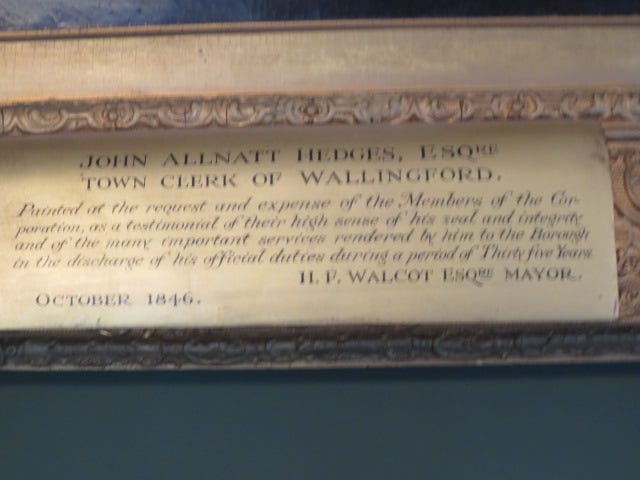 JOHN ALLNATT HEDGES, ESQRE
TOWN CLERK OF WALLINGFORD.
Painted at the request and expense of the Members of the Cor-
poration, as a testimonial of their high sense of his zeal and integrity
and of the many important services rendered by him to the Borough
in the discharge of his official duties during a period of Thirty five Years
H. F. WALCOT ESQRE MAYOR.
OCTOBER 1846.